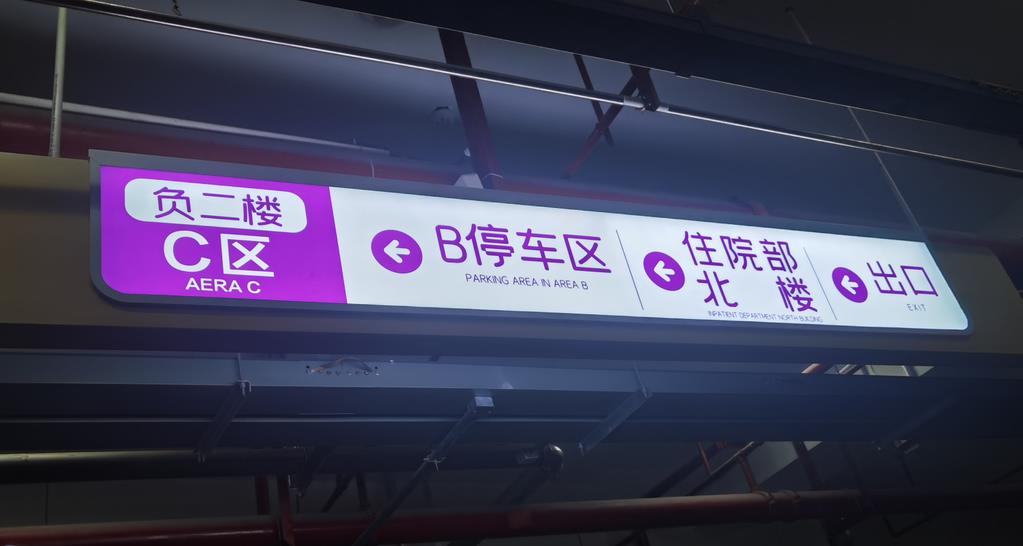 负二楼
C区
AERA C
B停车区
PARKING AREA IN AREA B
住院部
北 楼
INPATIENT DEPARTMENT NORTH BUILDING
出口
EXIT